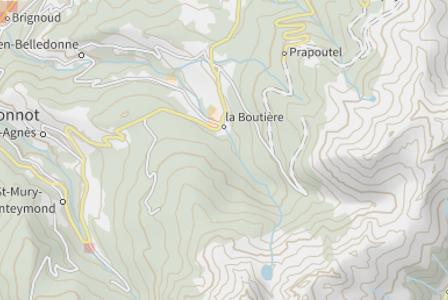 Brignoud
en-Belledonne
Prapoutel
la Boutière
onnot
-Agnès
St-Mury-
nteymond